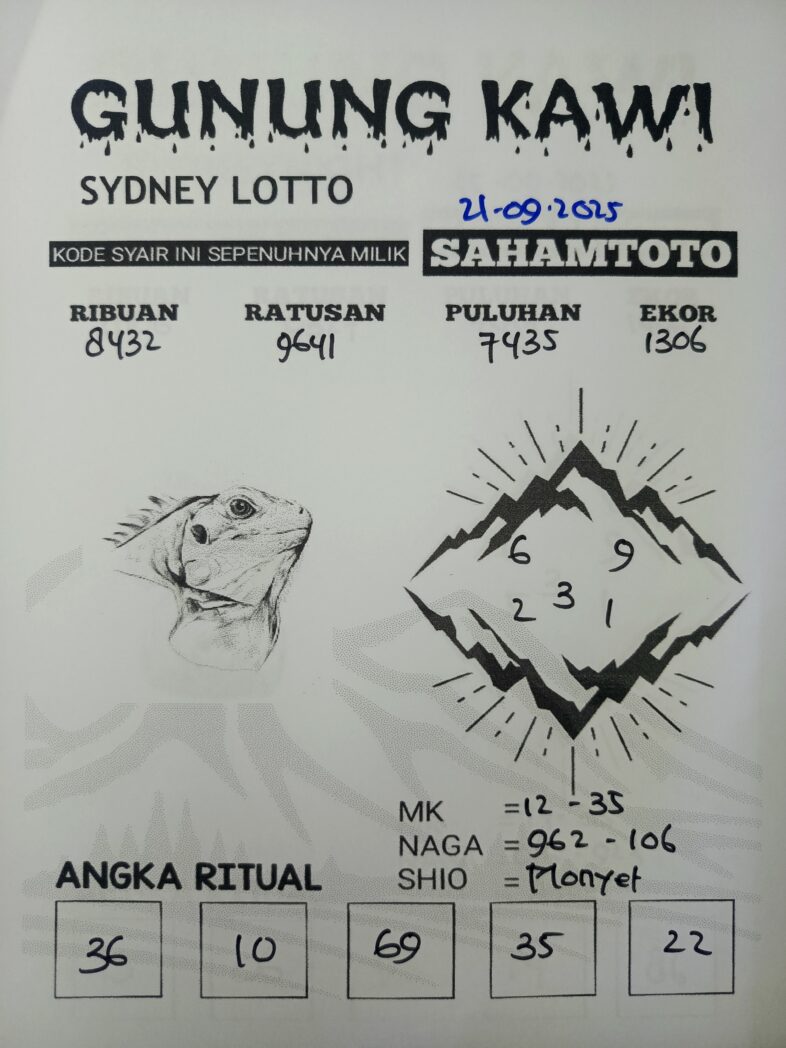 GUNUNG KAWI
SYDNEY LOTTO
21-09-2025
KODE SYAIR INI SEPENUHNYA MILIK SAHAMTOTO
RIBUAN RATUSAN PULUHAN EKOR
8432 9641 7435 1306
6 9
3
2 1
MK = 12 - 35
NAGA = 962 - 106
SHIO = Monyet
ANGKA RITUAL
36 10 69 35 22